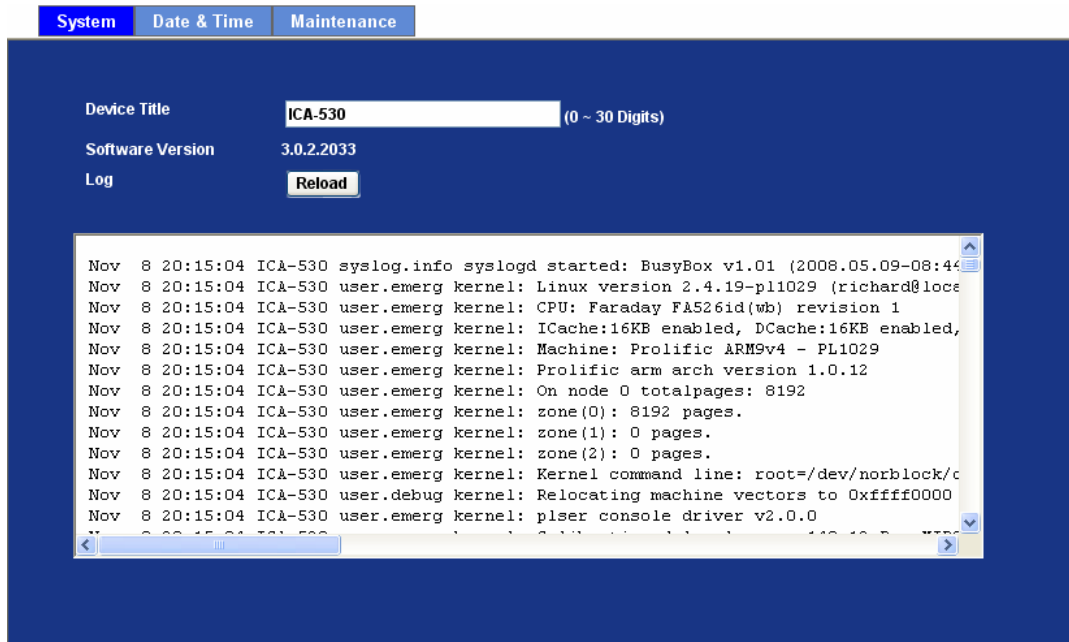 System Date & Time Maintenance
Device Title ICA-530 (0 ~ 30 Digits)
Software Version 3.0.2.2033
Log Reload
Nov 8 20:15:04 ICA-530 syslog.info syslogd started: BusyBox v1.01 (2008.05.09-08:44
Nov 8 20:15:04 ICA-530 user.emerg kernel: Linux version 2.4.19-pl1029 (richard@loca
Nov 8 20:15:04 ICA-530 user.emerg kernel: CPU: Faraday FA526id(wb) revision 1
Nov 8 20:15:04 ICA-530 user.emerg kernel: ICache:16KB enabled, DCache:16KB enabled,
Nov 8 20:15:04 ICA-530 user.emerg kernel: Machine: Prolific ARM9v4 - PL1029
Nov 8 20:15:04 ICA-530 user.emerg kernel: Prolific arm arch version 1.0.12
Nov 8 20:15:04 ICA-530 user.emerg kernel: On node 0 totalpages: 8192
Nov 8 20:15:04 ICA-530 user.emerg kernel: zone(0): 8192 pages.
Nov 8 20:15:04 ICA-530 user.emerg kernel: zone(1): 0 pages.
Nov 8 20:15:04 ICA-530 user.emerg kernel: zone(2): 0 pages.
Nov 8 20:15:04 ICA-530 user.emerg kernel: Kernel command line: root=/dev/norblock/
Nov 8 20:15:04 ICA-530 user.debug kernel: Relocating machine vectors to 0xffff0000
Nov 8 20:15:04 ICA-530 user.emerg kernel: plser console driver v2.0.0